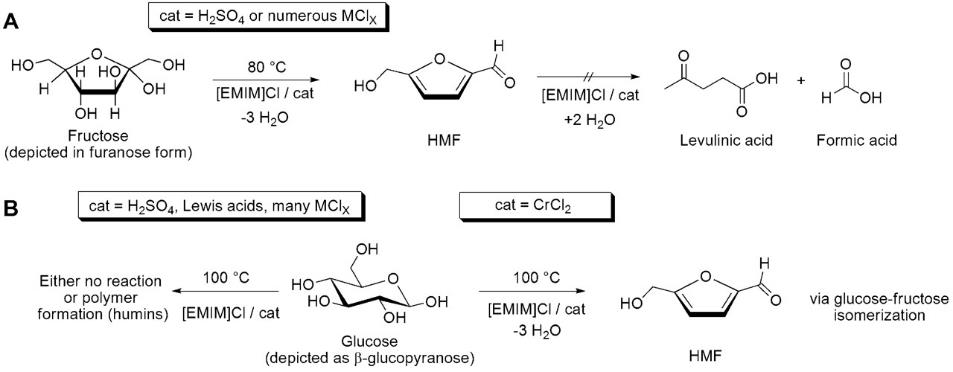 A
cat = H2SO4 or numerous MClX
HO
O
OH
H
H
HO
H
OH
OH
Fructose
(depicted in furanose form)
80 °C
[EMIM]Cl / cat
-3 H2O
HO
O
H
O
HMF
[EMIM]Cl / cat
+2 H2O
O
OH
O
Levulinic acid
+
O
H
OH
Formic acid
B
cat = H2SO4, Lewis acids, many MClX
cat = CrCl2
Either no reaction
or polymer
formation (humins)
100 °C
[EMIM]Cl / cat
OH
HO
O
HO
OH
OH
Glucose
(depicted as β-glucopyranose)
100 °C
[EMIM]Cl / cat
-3 H2O
HO
O
H
O
HMF
via glucose-fructose
isomerization